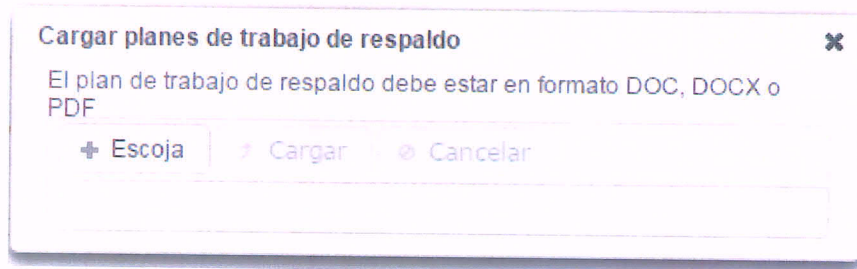 Cargar planes de trabajo de respaldo
El plan de trabajo de respaldo debe estar en formato DOC, DOCX o
PDF
Escoja Cargar Cancelar